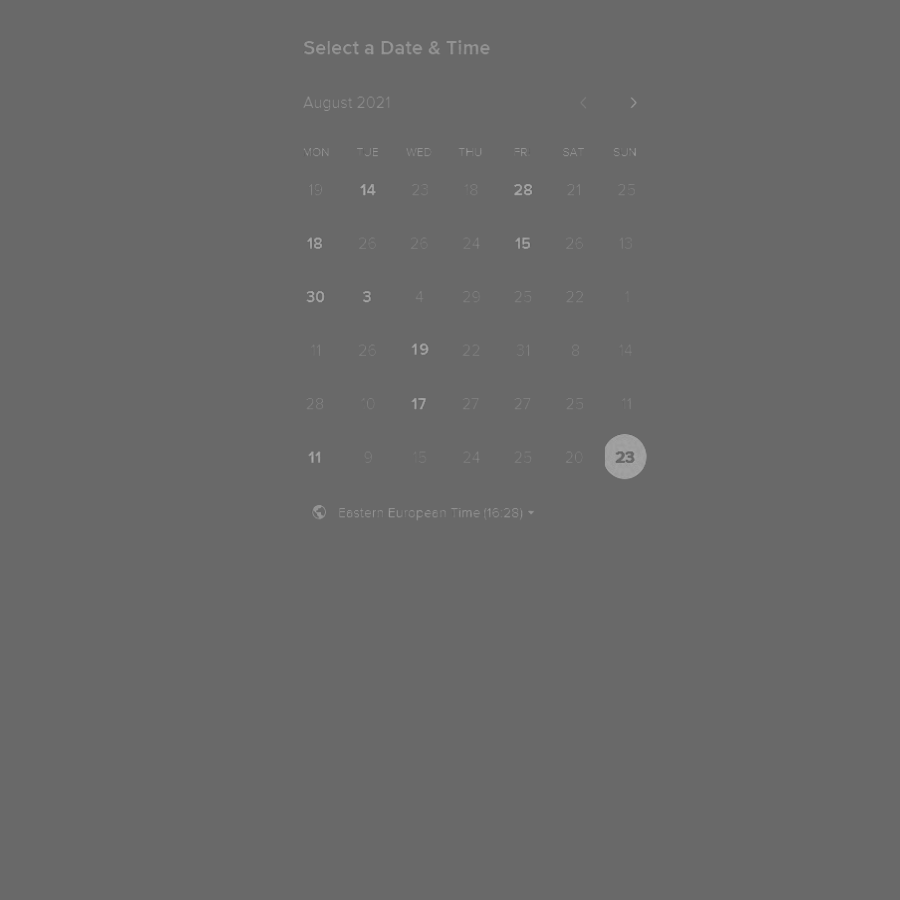 Select a Date & Time
August 2021
MON TUE WED THU FRI SAT SUN
19 14 23 18 28 21 25
18 26 26 24 15 26 13
30 3 4 29 25 22 1
11 26 19 22 31 8 14
28 10 17 27 27 25 11
11 9 15 24 25 20 23
Eastern European Time (16:28)